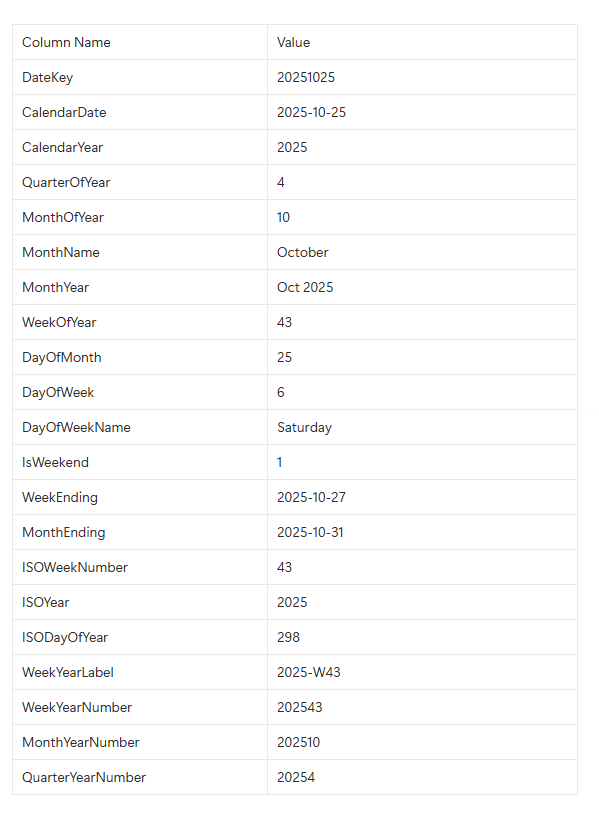 Column Name Value
DateKey 20251025
CalendarDate 2025-10-25
CalendarYear 2025
QuarterOfYear 4
MonthOfYear 10
MonthName October
MonthYear Oct 2025
WeekOfYear 43
DayOfMonth 25
DayOfWeek 6
DayOfWeekName Saturday
IsWeekend 1
WeekEnding 2025-10-27
MonthEnding 2025-10-31
ISOWeekNumber 43
ISOYear 2025
ISODayOfYear 298
WeekYearLabel 2025-W43
WeekYearNumber 202543
MonthYearNumber 202510
QuarterYearNumber 20254